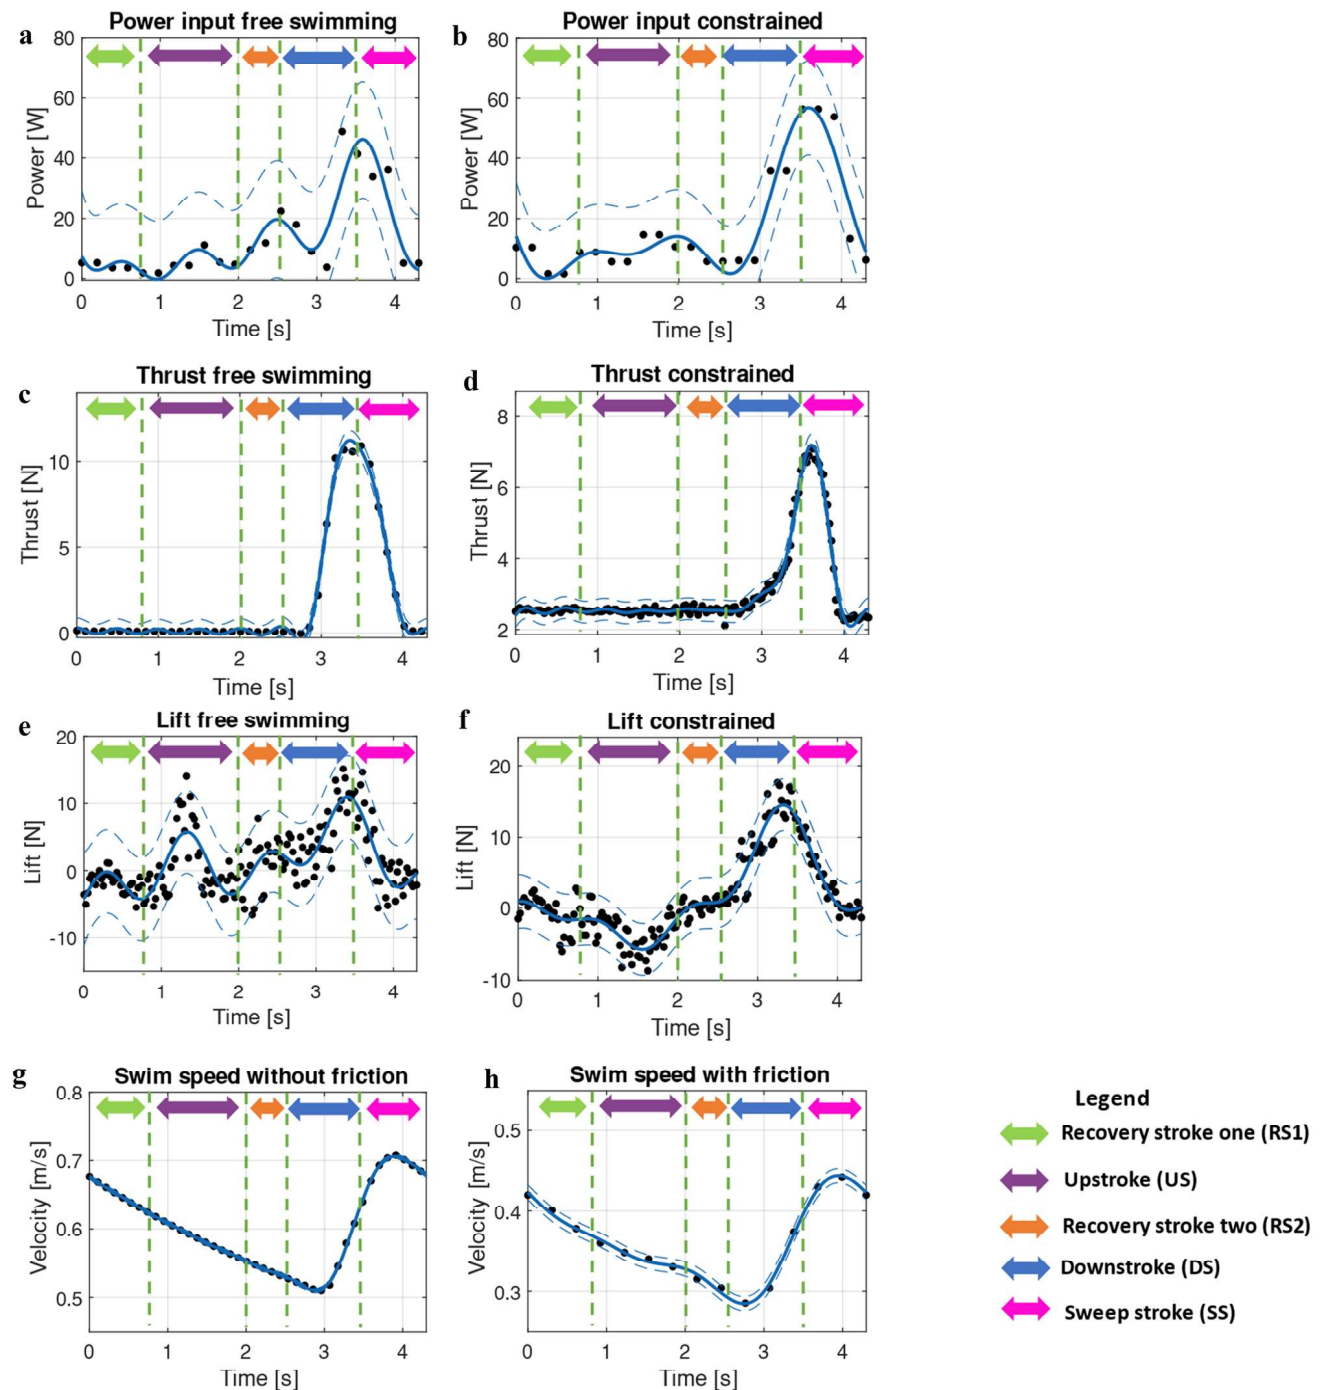 a
Power input free swimming
80
60
40
20
0
Power [W]
0 1 2 3 4
Time [s]
b
Power input constrained
80
60
40
20
0
Power [W]
0 1 2 3 4
Time [s]
c
Thrust free swimming
10
5
0
Thrust [N]
0 1 2 3 4
Time [s]
d
Thrust constrained
8
6
4
2
Thrust [N]
0 1 2 3 4
Time [s]
e
Lift free swimming
20
10
0
-10
Lift [N]
0 1 2 3 4
Time [s]
f
Lift constrained
20
10
0
-10
Lift [N]
0 1 2 3 4
Time [s]
g
Swim speed without friction
0.8
0.7
0.6
0.5
Velocity [m/s]
0 1 2 3 4
Time [s]
h
Swim speed with friction
0.5
0.4
0.3
Velocity [m/s]
0 1 2 3 4
Time [s]
Legend
Recovery stroke one (RS1)
Upstroke (US)
Recovery stroke two (RS2)
Downstroke (DS)
Sweep stroke (SS)